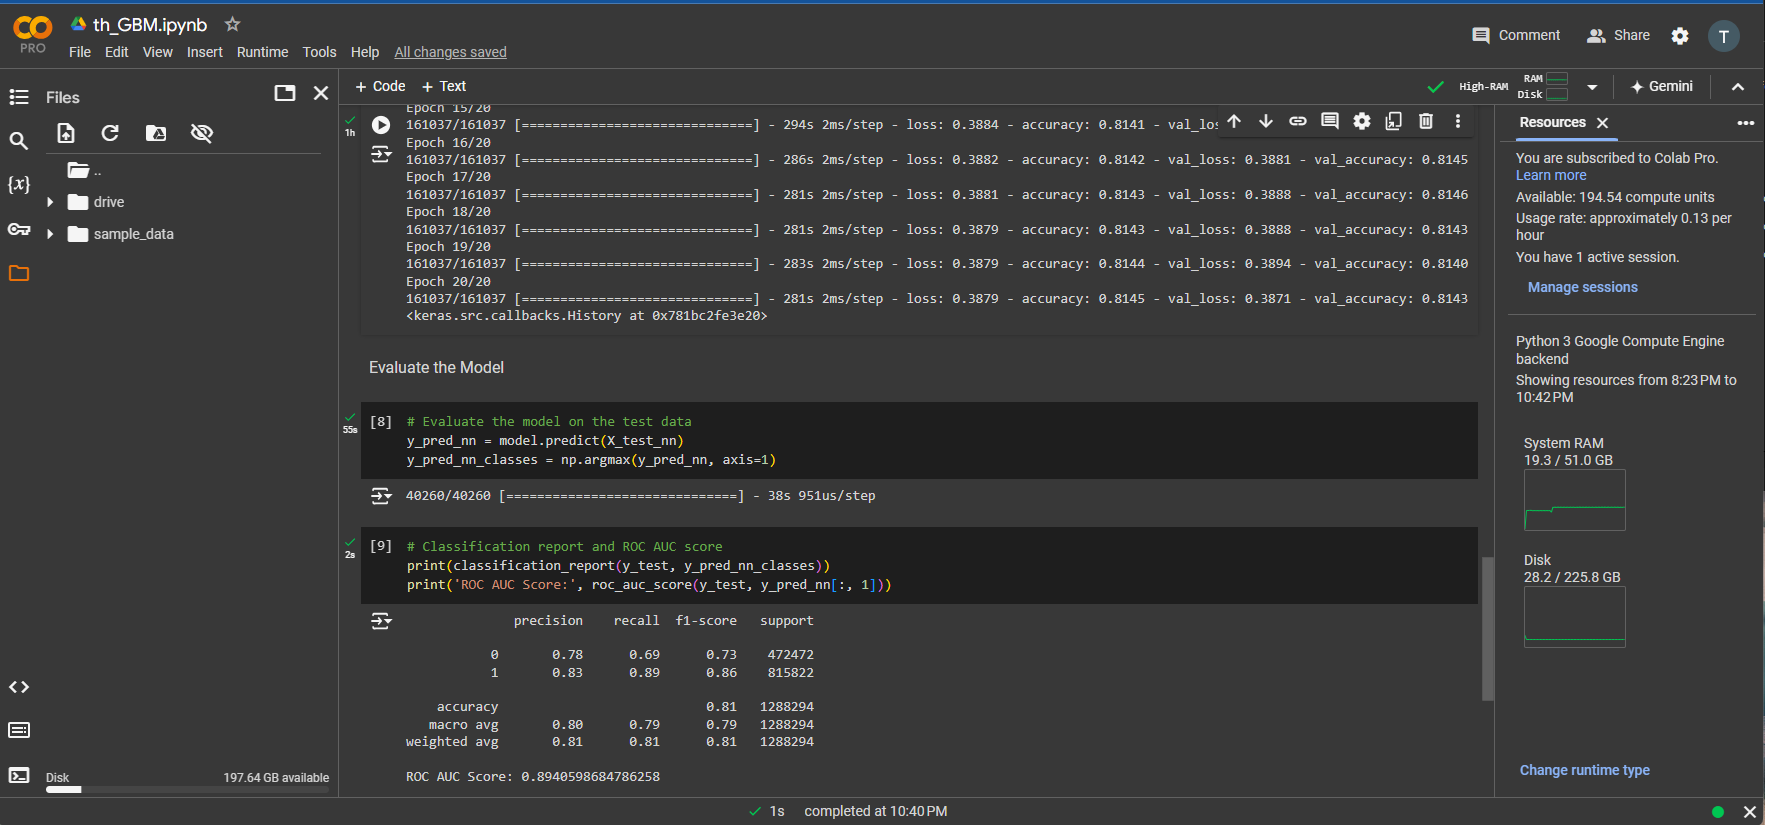 CO
PRO
th_GBM.ipynb
File Edit View Insert Runtime Tools Help All changes saved
Comment
Share
T
Files
..
drive
sample_data
Disk
197.64 GB available
+ Code + Text
High-RAM
RAM
Disk
Gemini
1h
Epoch 15/20
161037/161037 [==============================] - 294s 2ms/step - loss: 0.3884 - accuracy: 0.8141 - val_los
Epoch 16/20
161037/161037 [==============================] - 286s 2ms/step - loss: 0.3882 - accuracy: 0.8142 - val_loss: 0.3881 - val_accuracy: 0.8145
Epoch 17/20
161037/161037 [==============================] - 281s 2ms/step - loss: 0.3881 - accuracy: 0.8143 - val_loss: 0.3888 - val_accuracy: 0.8146
Epoch 18/20
161037/161037 [==============================] - 281s 2ms/step - loss: 0.3879 - accuracy: 0.8143 - val_loss: 0.3888 - val_accuracy: 0.8143
Epoch 19/20
161037/161037 [==============================] - 283s 2ms/step - loss: 0.3879 - accuracy: 0.8144 - val_loss: 0.3894 - val_accuracy: 0.8140
Epoch 20/20
161037/161037 [==============================] - 281s 2ms/step - loss: 0.3879 - accuracy: 0.8145 - val_loss: 0.3871 - val_accuracy: 0.8143
<keras.src.callbacks.History at 0x781bc2fe3e20>
Evaluate the Model
55s
[8] # Evaluate the model on the test data
y_pred_nn = model.predict(X_test_nn)
y_pred_nn_classes = np.argmax(y_pred_nn, axis=1)
40260/40260 [==============================] - 38s 951us/step
2s
[9] # Classification report and ROC AUC score
print(classification_report(y_test, y_pred_nn_classes))
print('ROC AUC Score:', roc_auc_score(y_test, y_pred_nn[:, 1]))
precision recall f1-score support
0 0.78 0.69 0.73 472472
1 0.83 0.89 0.86 815822
accuracy 0.81 1288294
macro avg 0.80 0.79 0.79 1288294
weighted avg 0.81 0.81 0.81 1288294
ROC AUC Score: 0.8940598684786258
Resources
You are subscribed to Colab Pro.
Learn more
Available: 194.54 compute units
Usage rate: approximately 0.13 per
hour
You have 1 active session.
Manage sessions
Python 3 Google Compute Engine
backend
Showing resources from 8:23 PM to
10:42 PM
System RAM
19.3 / 51.0 GB
Disk
28.2 / 225.8 GB
Change runtime type
1s completed at 10:40 PM